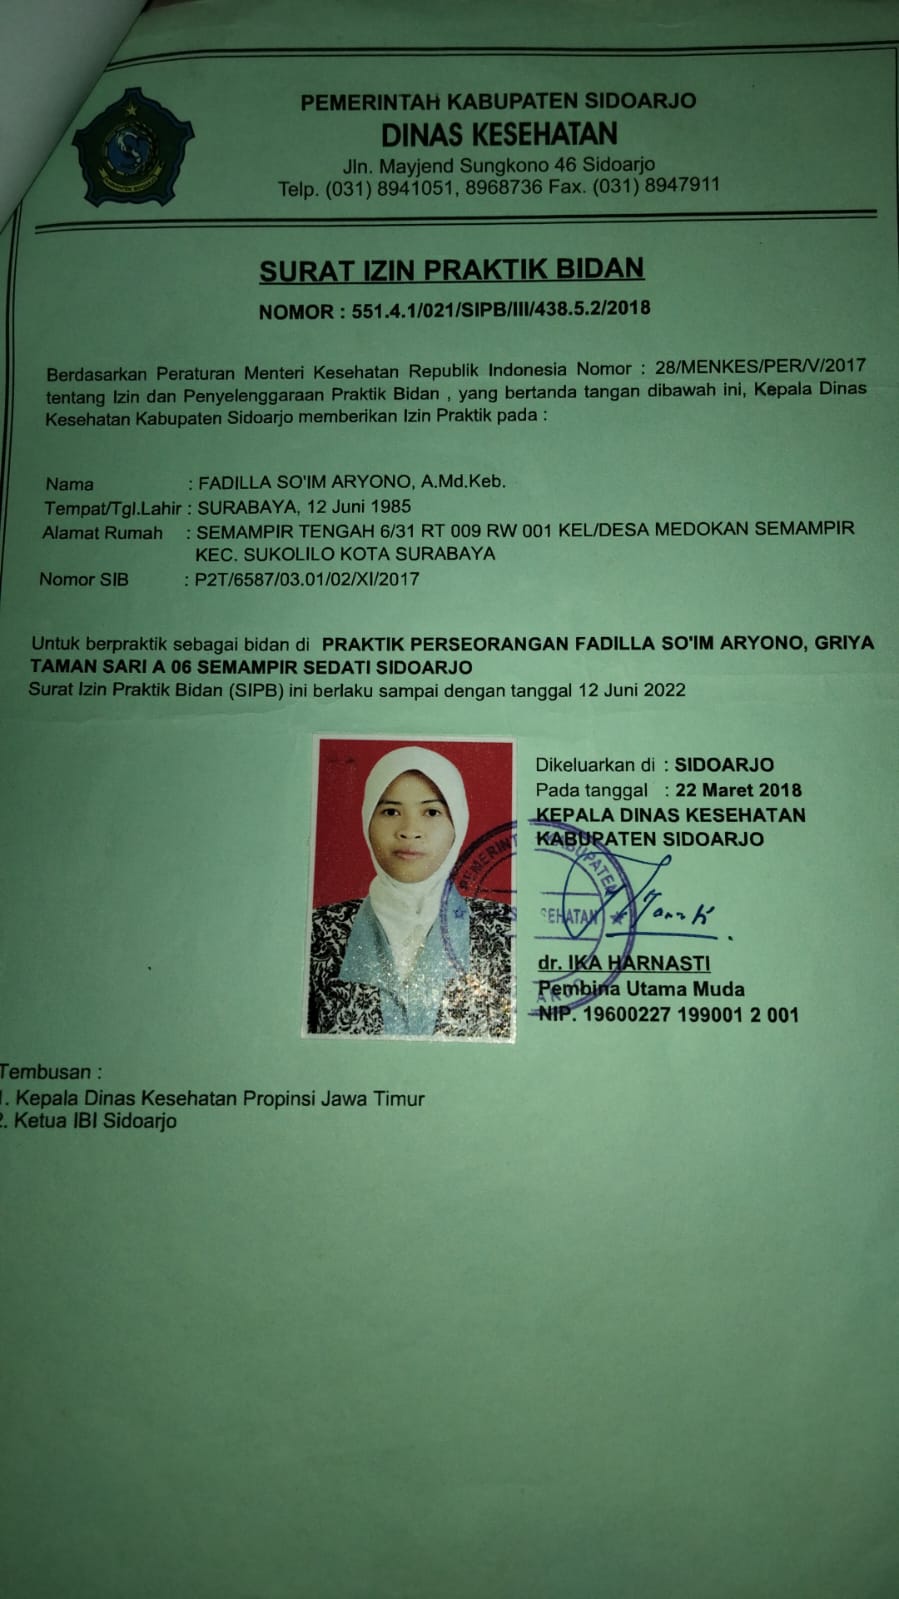 PEMERINTAH KABUPATEN SIDOARJO
DINAS KESEHATAN
Jln. Mayjend Sungkono 46 Sidoarjo
Telp. (031) 8941051, 8968736 Fax. (031) 8947911
SURAT IZIN PRAKTIK BIDAN
NOMOR : 551.4.1/021/SIPB/III/438.5.2/2018
Berdasarkan Peraturan Menteri Kesehatan Republik Indonesia Nomor : 28/MENKES/PER/V/2017
tentang Izin dan Penyelenggaraan Praktik Bidan , yang bertanda tangan dibawah ini, Kepala Dinas
Kesehatan Kabupaten Sidoarjo memberikan Izin Praktik pada :
Nama : FADILLA SO'IM ARYONO, A.Md.Keb.
Tempat/Tgl.Lahir : SURABAYA, 12 Juni 1985
Alamat Rumah : SEMAMPIR TENGAH 6/31 RT 009 RW 001 KEL/DESA MEDOKAN SEMAMPIR
KEC. SUKOLILO KOTA SURABAYA
Nomor SIB : P2T/6587/03.01/02/XI/2017
Untuk berpraktik sebagai bidan di PRAKTIK PERSEORANGAN FADILLA SO'IM ARYONO, GRIYA
TAMAN SARI A 06 SEMAMPIR SEDATI SIDOARJO
Surat Izin Praktik Bidan (SIPB) ini berlaku sampai dengan tanggal 12 Juni 2022
Dikeluarkan di : SIDOARJO
Pada tanggal : 22 Maret 2018
KEPALA DINAS KESEHATAN
KABUPATEN SIDOARJO
dr. IKA HARNASTI
Pembina Utama Muda
NIP. 19600227 199001 2 001
Tembusan :
1. Kepala Dinas Kesehatan Propinsi Jawa Timur
2. Ketua IBI Sidoarjo